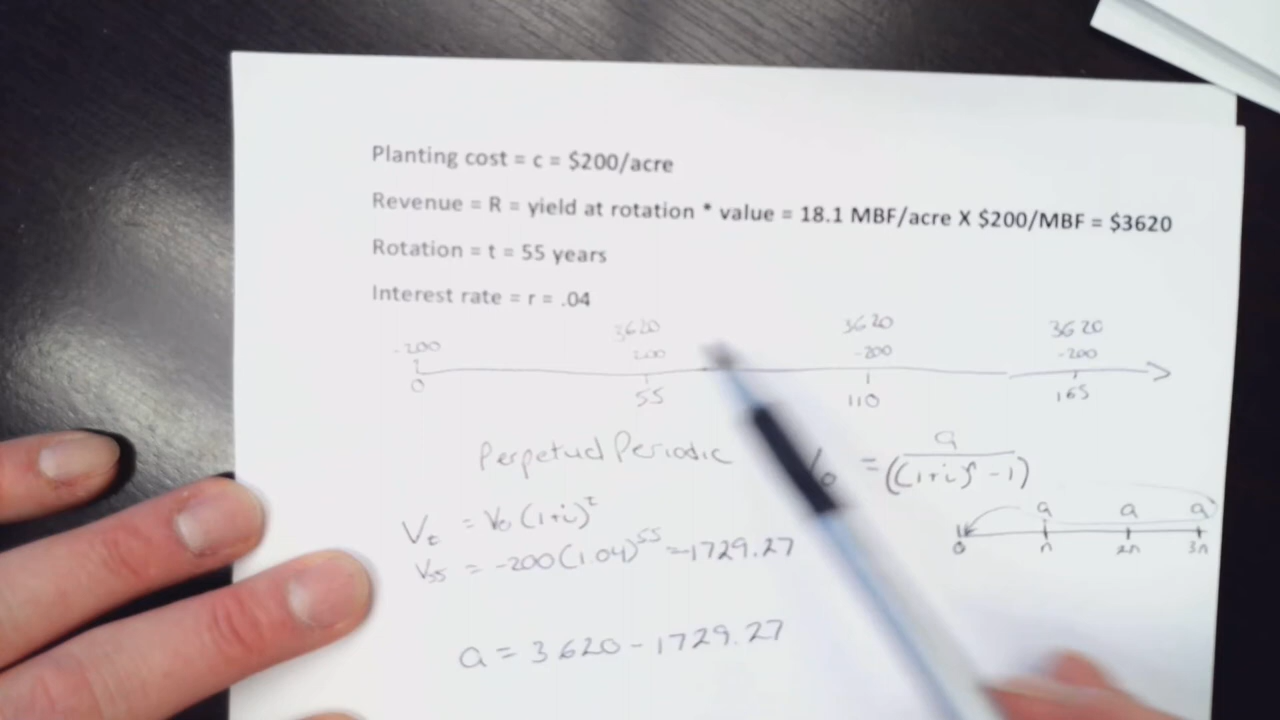 Planting cost = c = $200/acre
Revenue = R = yield at rotation * value = 18.1 MBF/acre X $200/MBF = $3620
Rotation = t = 55 years
Interest rate = r = .04
3620 3620 3620
-200 200 -200 -200
0 55 110 165
Perpetual Periodic
= a / ((1+i)^t - 1)
a a a
0 n 2n 3n
Vt = V0 (1+i)^t
V55 = -200(1.04)^55 = -1729.27
a = 3620 - 1729.27